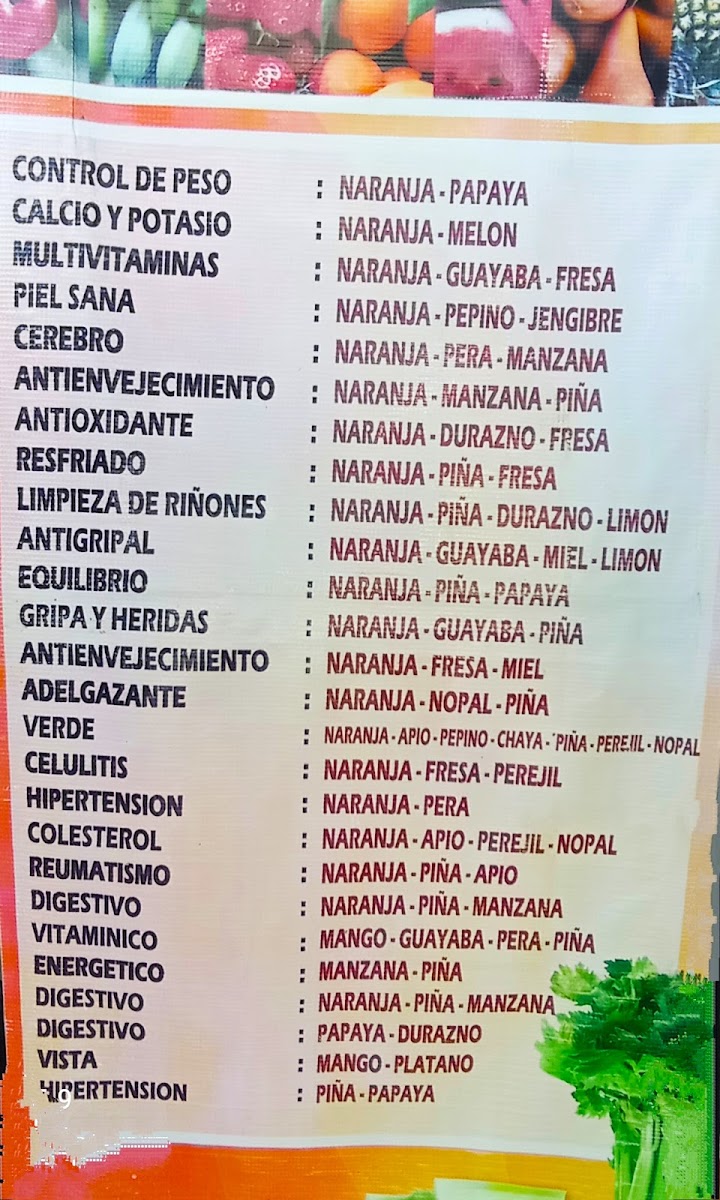 CONTROL DE PESO : NARANJA - PAPAYA
CALCIO Y POTASIO : NARANJA - MELON
MULTIVITAMINAS : NARANJA - GUAYABA - FRESA
PIEL SANA : NARANJA - PEPINO - JENGIBRE
CEREBRO : NARANJA - PERA - MANZANA
ANTIENVEJECIMIENTO : NARANJA - MANZANA - PIÑA
ANTIOXIDANTE : NARANJA - DURAZNO - FRESA
RESFRIADO : NARANJA - PIÑA - FRESA
LIMPIEZA DE RIÑONES : NARANJA - PIÑA - DURAZNO - LIMON
ANTIGRIPAL : NARANJA - GUAYABA - MIEL - LIMON
EQUILIBRIO : NARANJA - PIÑA - PAPAYA
GRIPA Y HERIDAS : NARANJA - GUAYABA - PIÑA
ANTIENVEJECIMIENTO : NARANJA - FRESA - MIEL
ADELGAZANTE : NARANJA - NOPAL - PIÑA
VERDE : NARANJA - APIO - PEPINO - CHAYA - PIÑA - PEREJIL - NOPAL
CELULITIS : NARANJA - FRESA - PEREJIL
HIPERTENSION : NARANJA - PERA
COLESTEROL : NARANJA - APIO - PEREJIL - NOPAL
REUMATISMO : NARANJA - PIÑA - APIO
DIGESTIVO : NARANJA - PIÑA - MANZANA
VITAMINICO : MANGO - GUAYABA - PERA - PIÑA
ENERGETICO : MANZANA - PIÑA
DIGESTIVO : NARANJA - PIÑA - MANZANA
DIGESTIVO : PAPAYA - DURAZNO
VISTA : MANGO - PLATANO
HIPERTENSION : PIÑA - PAPAYA